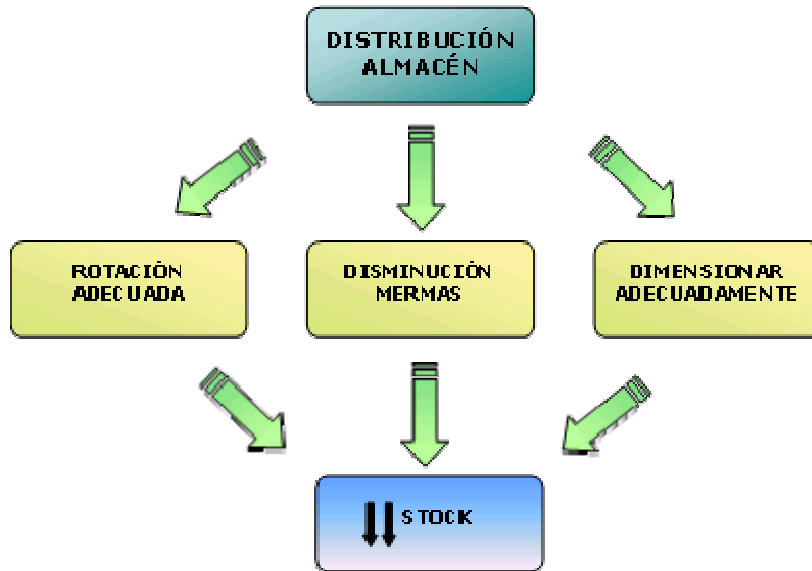 DISTRIBUCIÓN
ALMACÉN
ROTACIÓN
ADECUADA
DISMINUCIÓN
MERMAS
DIMENSIONAR
ADECUADAMENTE
STOCK